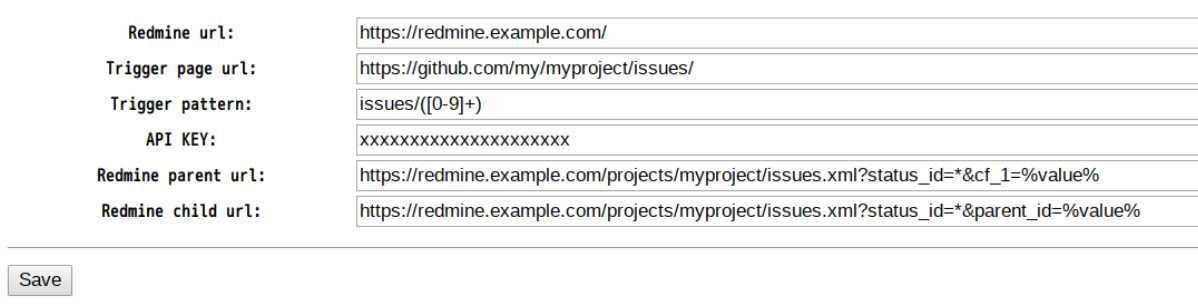 Redmine url: https://redmine.example.com/
Trigger page url: https://github.com/my/myproject/issues/
Trigger pattern: issues/([0-9]+)
API KEY: xxxxxxxxxxxxxxxxxxxxx
Redmine parent url: https://redmine.example.com/projects/myproject/issues.xml?status_id=*&cf_1=%value%
Redmine child url: https://redmine.example.com/projects/myproject/issues.xml?status_id=*&parent_id=%value%
Save